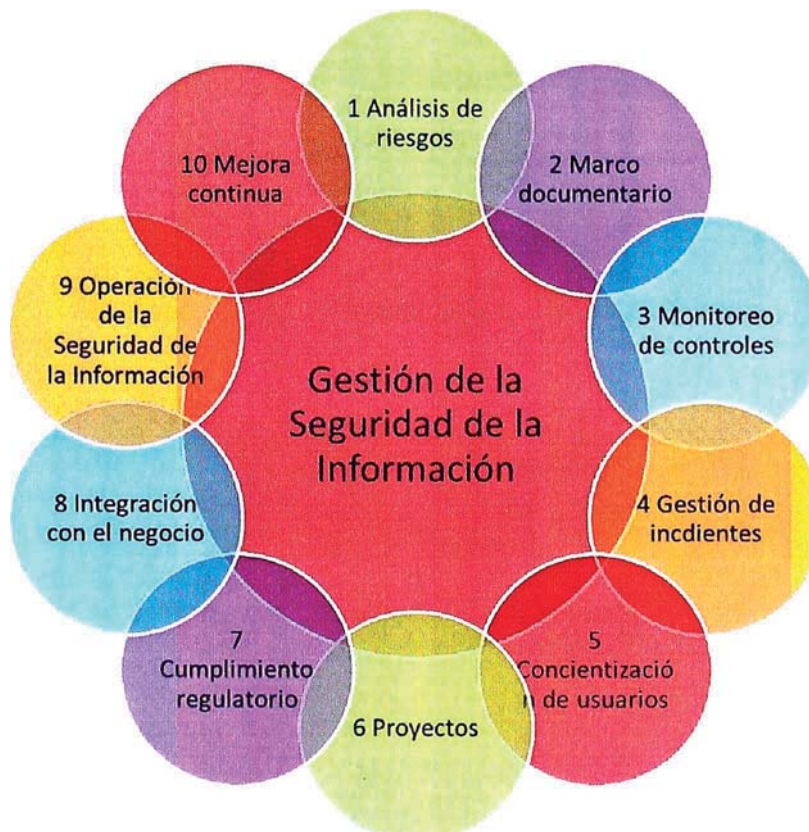 1 Análisis de
riesgos
2 Marco
documentario
3 Monitoreo
de controles
4 Gestión de
incdientes
5
Concientizació
n de usuarios
6 Proyectos
7
Cumplimiento
regulatorio
8 Integración
con el negocio
9 Operación
de la
Seguridad de
la Información
10 Mejora
continua
Gestión de la
Seguridad de la
Información